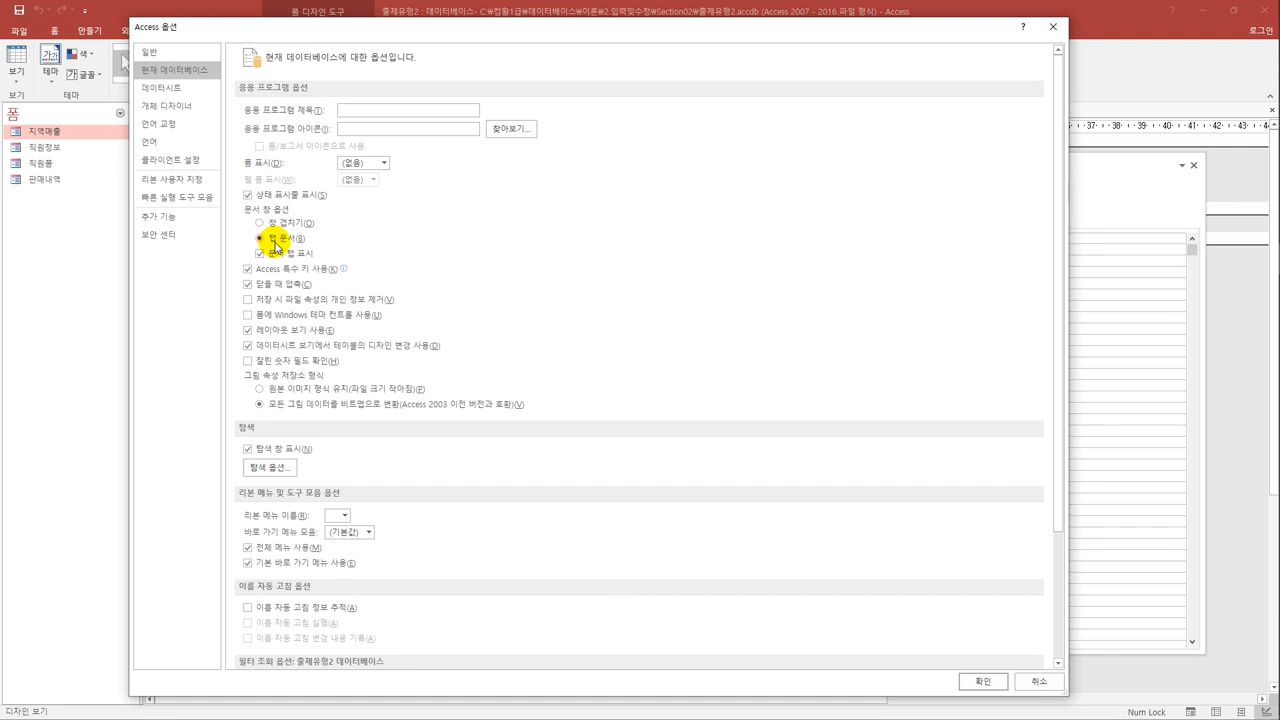 폼 디자인 도구
출제유형2 : 데이터베이스- C:₩컴활1급₩데이터베이스₩이론₩2.입력및수정₩Section02₩출제유형2.accdb (Access 2007 - 2016 파일 형식) - Access
파일 홈 만들기
로그인
보기
테마
색
글꼴
보기
테마
폼
지역매출
직원정보
직원폼
판매내역
Access 옵션
일반
현재 데이터베이스
데이터시트
개체 디자이너
언어 교정
언어
클라이언트 설정
리본 사용자 지정
빠른 실행 도구 모음
추가 기능
보안 센터
현재 데이터베이스에 대한 옵션입니다.
응용 프로그램 옵션
응용 프로그램 제목(T):
응용 프로그램 아이콘(I):
찾아보기...
폼/보고서 아이콘으로 사용
폼 표시(D): (없음)
웹 폼 표시(W): (없음)
상태 표시줄 표시(S)
문서 창 옵션
창 겹치기(O)
탭 문서(B)
문서 탭 표시
Access 특수 키 사용(K)
닫을 때 압축(C)
저장 시 파일 속성의 개인 정보 제거(V)
폼에 Windows 테마 컨트롤 사용(U)
레이아웃 보기 사용(E)
데이터시트 보기에서 테이블의 디자인 변경 사용(D)
잘린 숫자 필드 확인(H)
그림 속성 저장소 형식
원본 이미지 형식 유지(파일 크기 작아짐)(P)
모든 그림 데이터를 비트맵으로 변환(Access 2003 이전 버전과 호환)(V)
탐색
탐색 창 표시(N)
탐색 옵션...
리본 메뉴 및 도구 모음 옵션
리본 메뉴 이름(R):
바로 가기 메뉴 모음: (기본값)
전체 메뉴 사용(M)
기본 바로 가기 메뉴 사용(F)
이름 자동 고침 옵션
이름 자동 고침 정보 추적(A)
이름 자동 고침 실행(A)
이름 자동 고침 변경 내용 기록(A)
필터 조회 옵션: 출제유형2 데이터베이스
확인
취소
37 38 39 40 41 42 43 44
디자인 보기
Num Lock